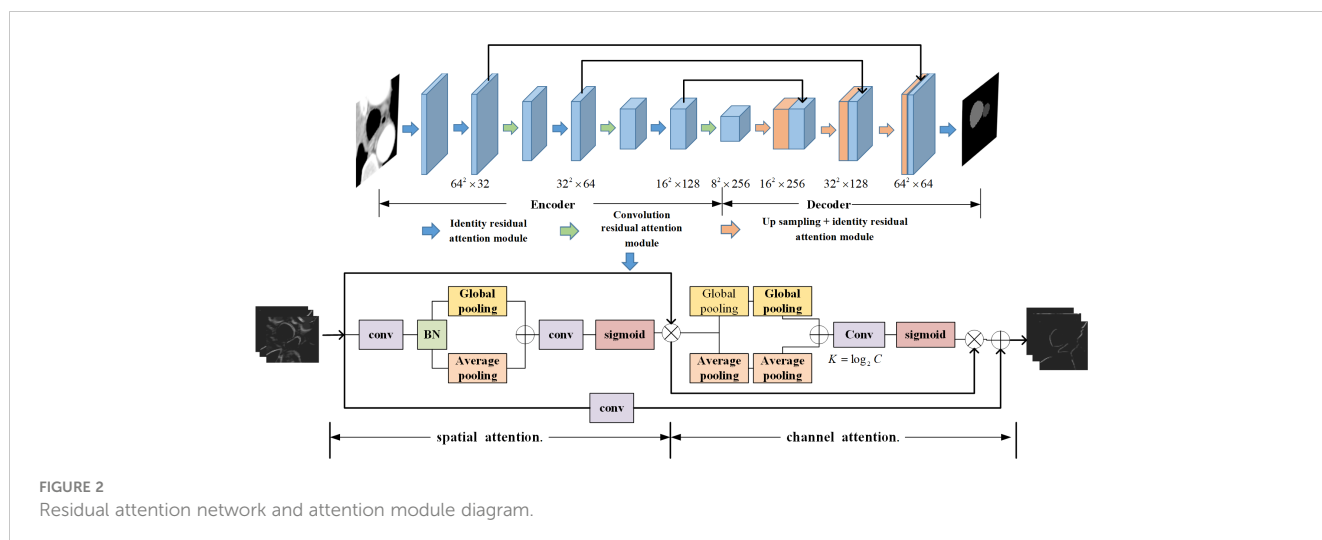 64² × 32
32² × 64
16² × 128
8² × 256
16² × 256
32² × 128
64² × 64
Encoder
Decoder
Identity residual
attention module
Convolution
residual attention
module
Up sampling + identity residual
attention module
conv
BN
Global
pooling
Average
pooling
conv
sigmoid
Global
pooling
Global
pooling
Average
pooling
Average
pooling
Conv
K = log₂ C
sigmoid
conv
spatial attention.
channel attention.
FIGURE 2
Residual attention network and attention module diagram.